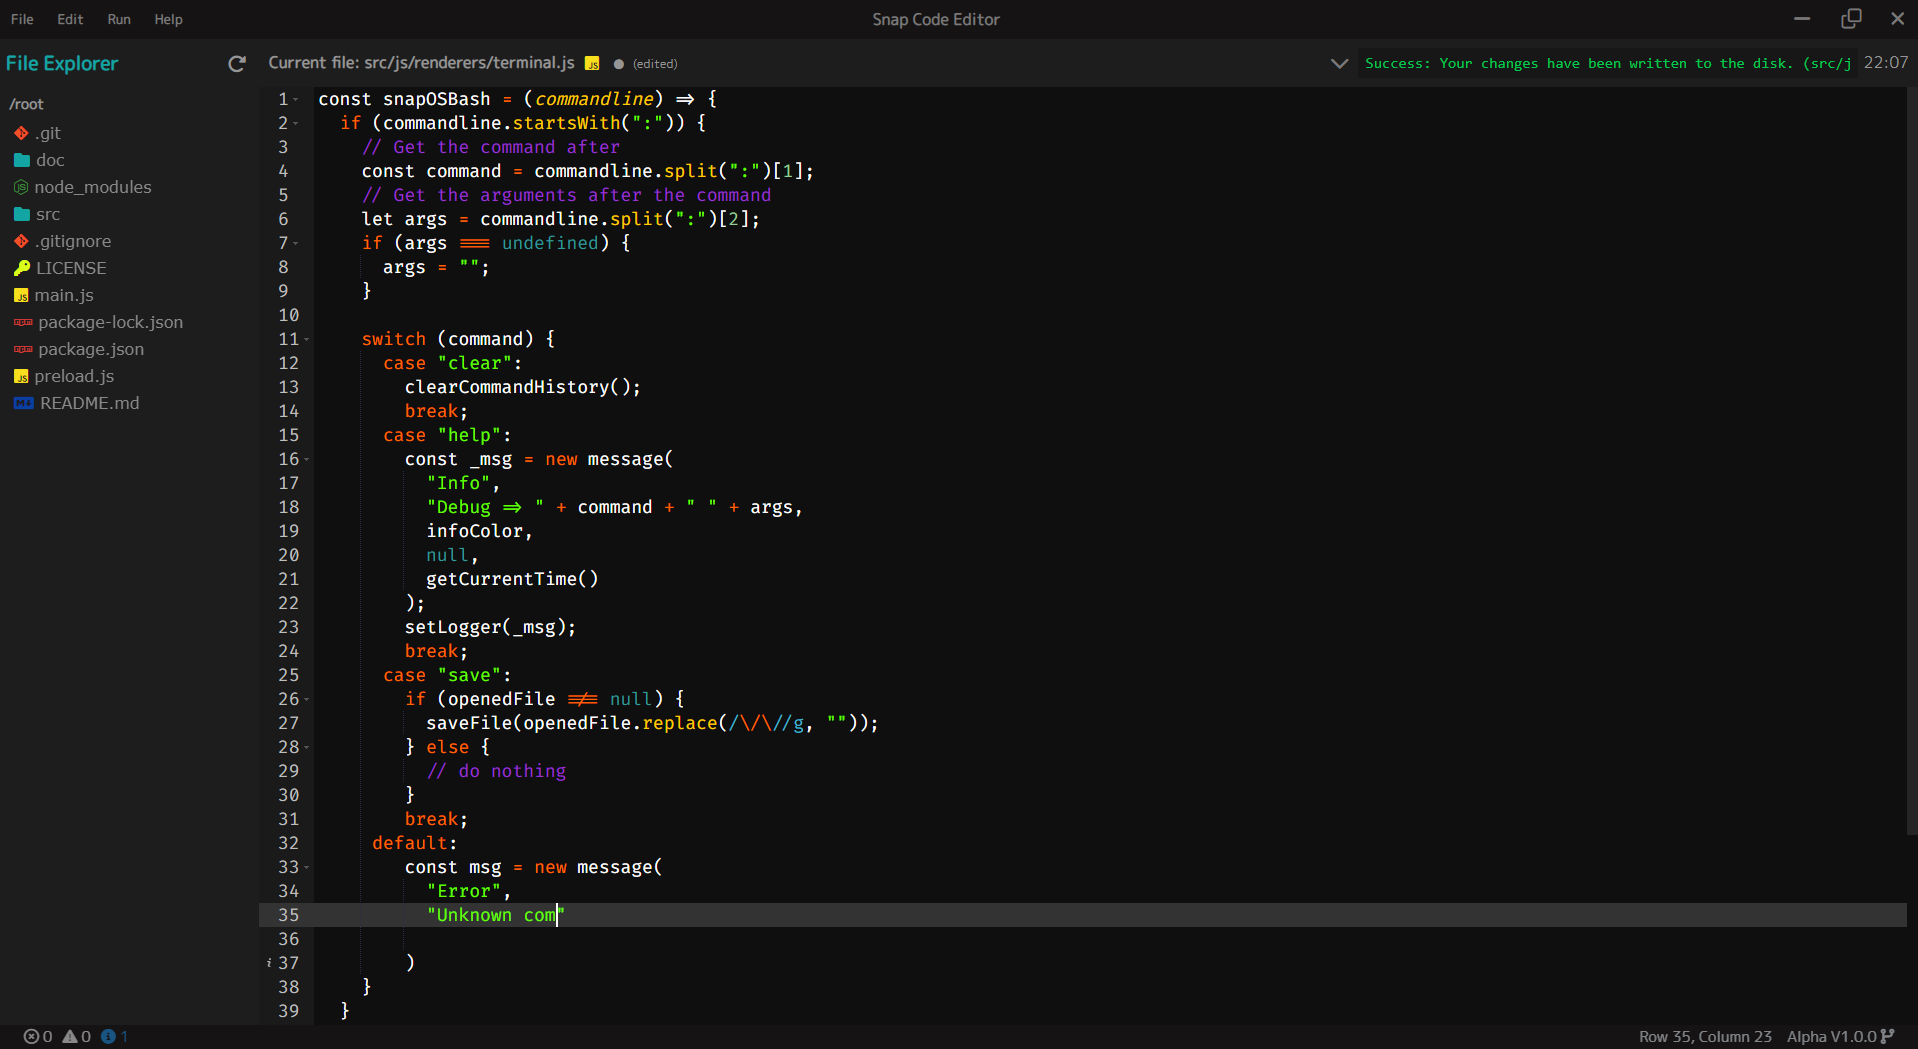 File Edit Run Help
Snap Code Editor
File Explorer
Current file: src/js/renderers/terminal.js JS ● (edited)
Success: Your changes have been written to the disk. (src/j
22:07
/root
.git
doc
node_modules
src
.gitignore
LICENSE
main.js
package-lock.json
package.json
preload.js
README.md
1 const snapOSBash = (commandline) => {
2 if (commandline.startsWith(":")) {
3 // Get the command after
4 const command = commandline.split(":")[1];
5 // Get the arguments after the command
6 let args = commandline.split(":")[2];
7 if (args === undefined) {
8 args = "";
9 }
10
11 switch (command) {
12 case "clear":
13 clearCommandHistory();
14 break;
15 case "help":
16 const _msg = new message(
17 "Info",
18 "Debug => " + command + " " + args,
19 infoColor,
20 null,
21 getCurrentTime()
22 );
23 setLogger(_msg);
24 break;
25 case "save":
26 if (openedFile !== null) {
27 saveFile(openedFile.replace(/\/\//g, ""));
28 } else {
29 // do nothing
30 }
31 break;
32 default:
33 const msg = new message(
34 "Error",
35 "Unknown com"
36
i 37 )
38 }
39 }
0 0 1
Row 35, Column 23 Alpha V1.0.0